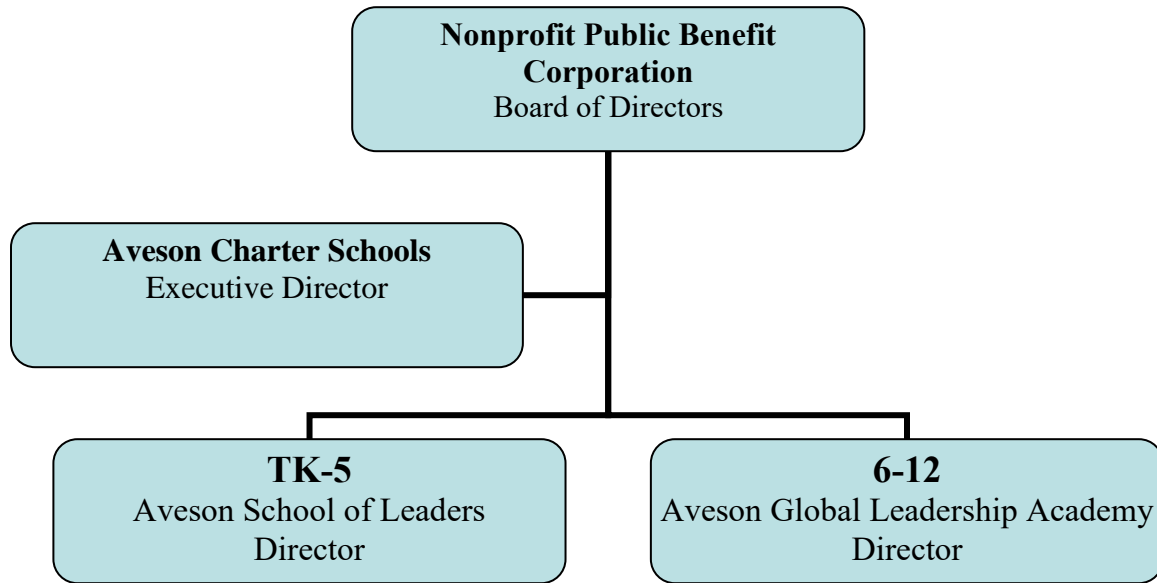 Nonprofit Public Benefit
Corporation
Board of Directors
Aveson Charter Schools
Executive Director
TK-5
Aveson School of Leaders
Director
6-12
Aveson Global Leadership Academy
Director